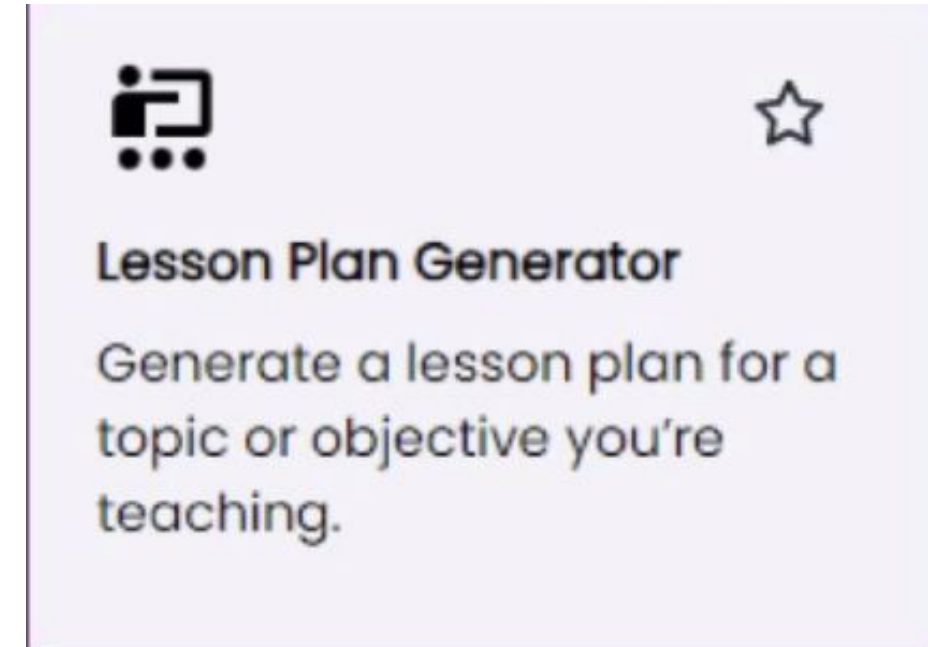 Lesson Plan Generator
Generate a lesson plan for a
topic or objective you're
teaching.